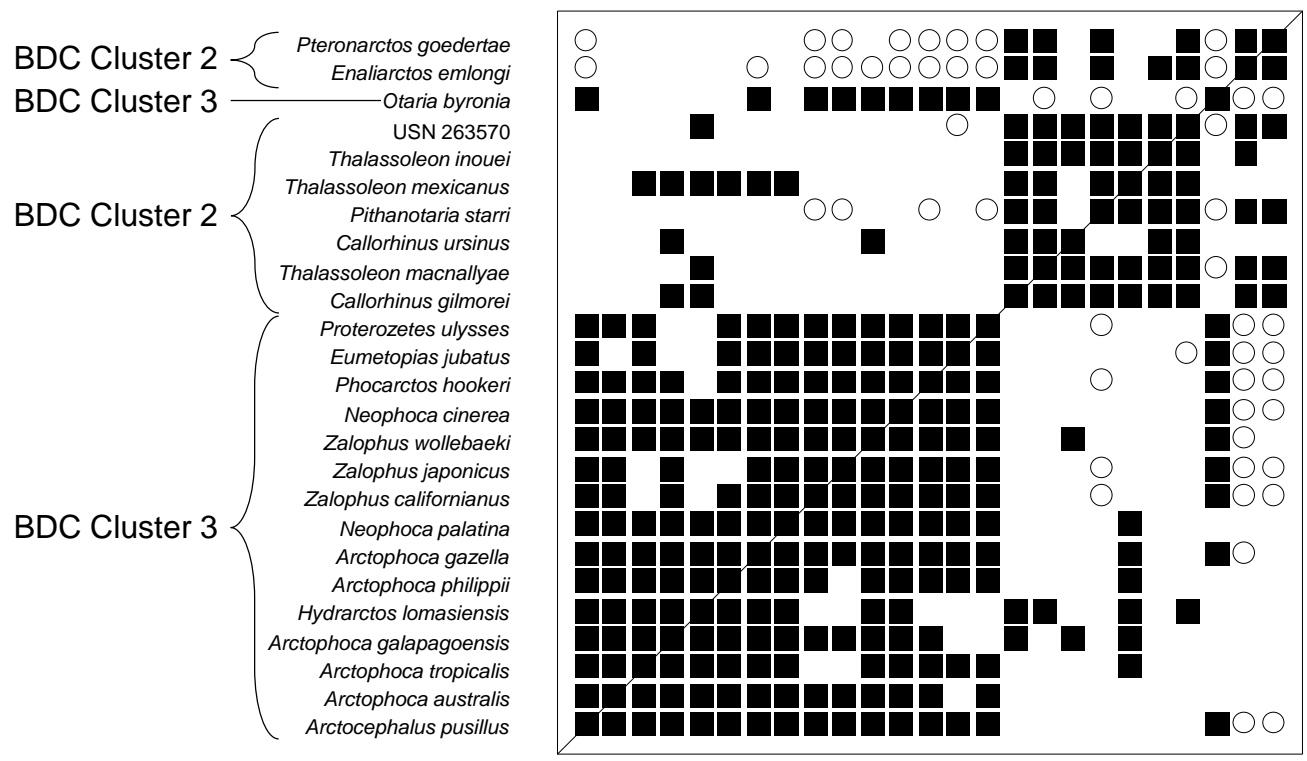 BDC Cluster 2
Pteronarctos goedertae
Enaliarctos emlongi
BDC Cluster 3
Otaria byronia
BDC Cluster 2
USN 263570
Thalassoleon inouei
Thalassoleon mexicanus
Pithanotaria starri
Callorhinus ursinus
Thalassoleon macnallyae
Callorhinus gilmorei
BDC Cluster 3
Proterozetes ulysses
Eumetopias jubatus
Phocarctos hookeri
Neophoca cinerea
Zalophus wollebaeki
Zalophus japonicus
Zalophus californianus
Neophoca palatina
Arctophoca gazella
Arctophoca philippii
Hydrarctos lomasiensis
Arctophoca galapagoensis
Arctophoca tropicalis
Arctophoca australis
Arctocephalus pusillus